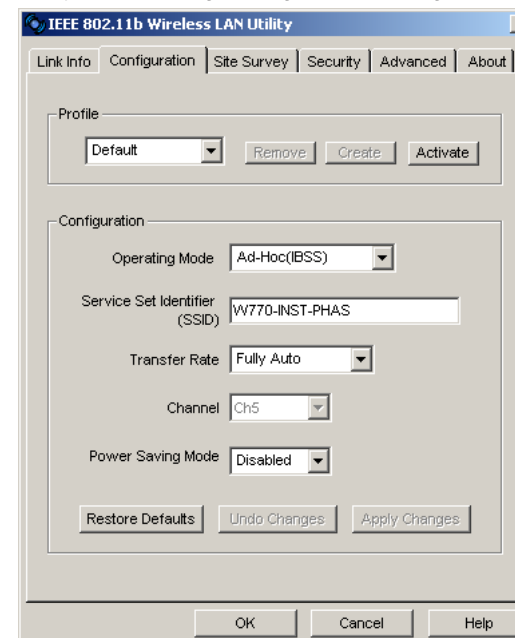 IEEE 802.11b Wireless LAN Utility
Link Info Configuration Site Survey Security Advanced About
Profile
Default Remove Create Activate
Configuration
Operating Mode Ad-Hoc(IBSS)
Service Set Identifier
(SSID) W770-INST-PHAS
Transfer Rate Fully Auto
Channel Ch5
Power Saving Mode Disabled
Restore Defaults Undo Changes Apply Changes
OK Cancel Help